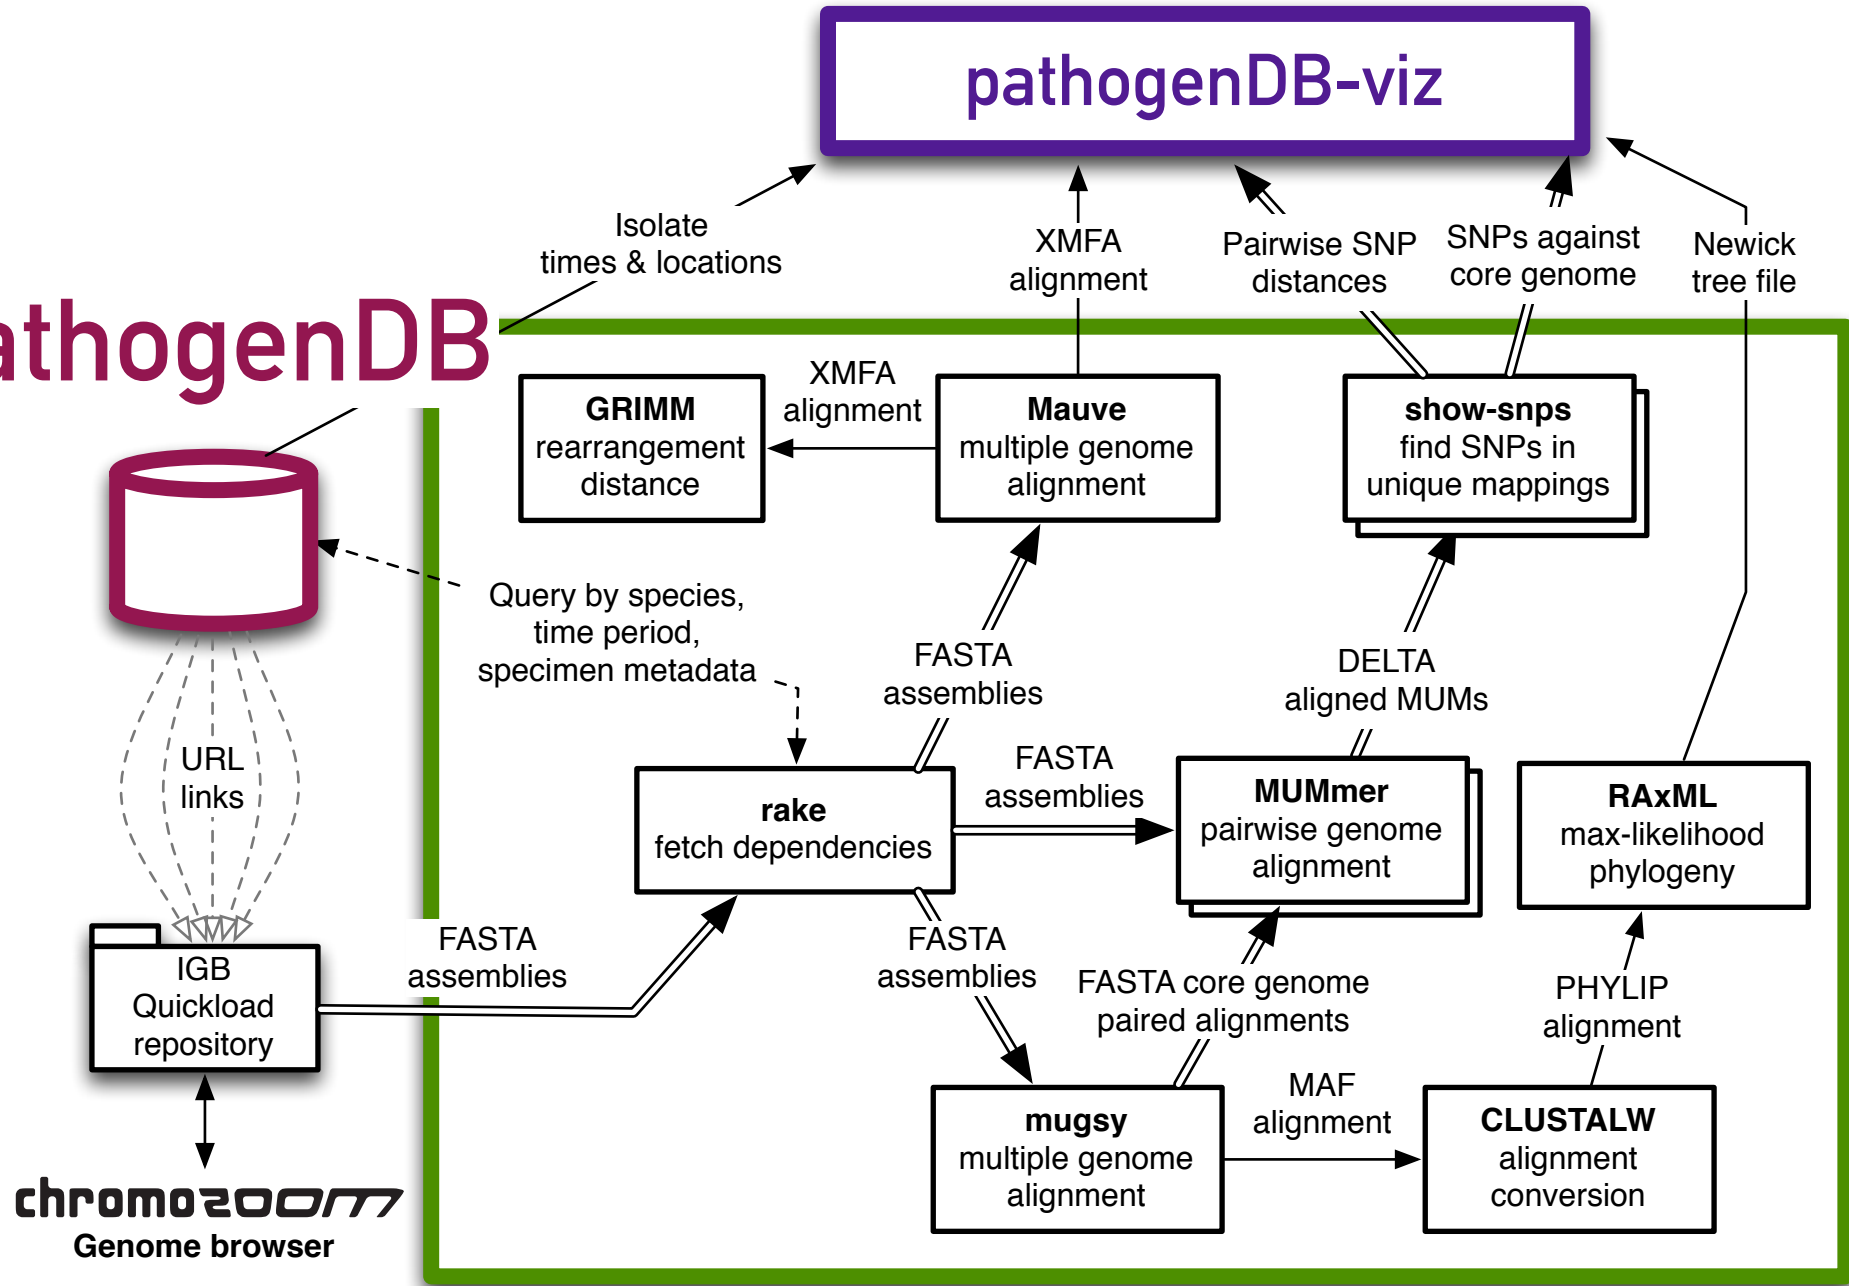 pathogenDB-viz
Isolate
times & locations
XMFA
alignment
Pairwise SNP
distances
SNPs against
core genome
Newick
tree file
athogenDB
GRIMM
rearrangement
distance
XMFA
alignment
Mauve
multiple genome
alignment
show-snps
find SNPs in
unique mappings
Query by species,
time period,
specimen metadata
FASTA
assemblies
DELTA
aligned MUMs
URL
links
rake
fetch dependencies
FASTA
assemblies
MUMmer
pairwise genome
alignment
RAxML
max-likelihood
phylogeny
IGB
Quickload
repository
FASTA
assemblies
FASTA
assemblies
FASTA core genome
paired alignments
PHYLIP
alignment
mugsy
multiple genome
alignment
MAF
alignment
CLUSTALW
alignment
conversion
chromozoom
Genome browser